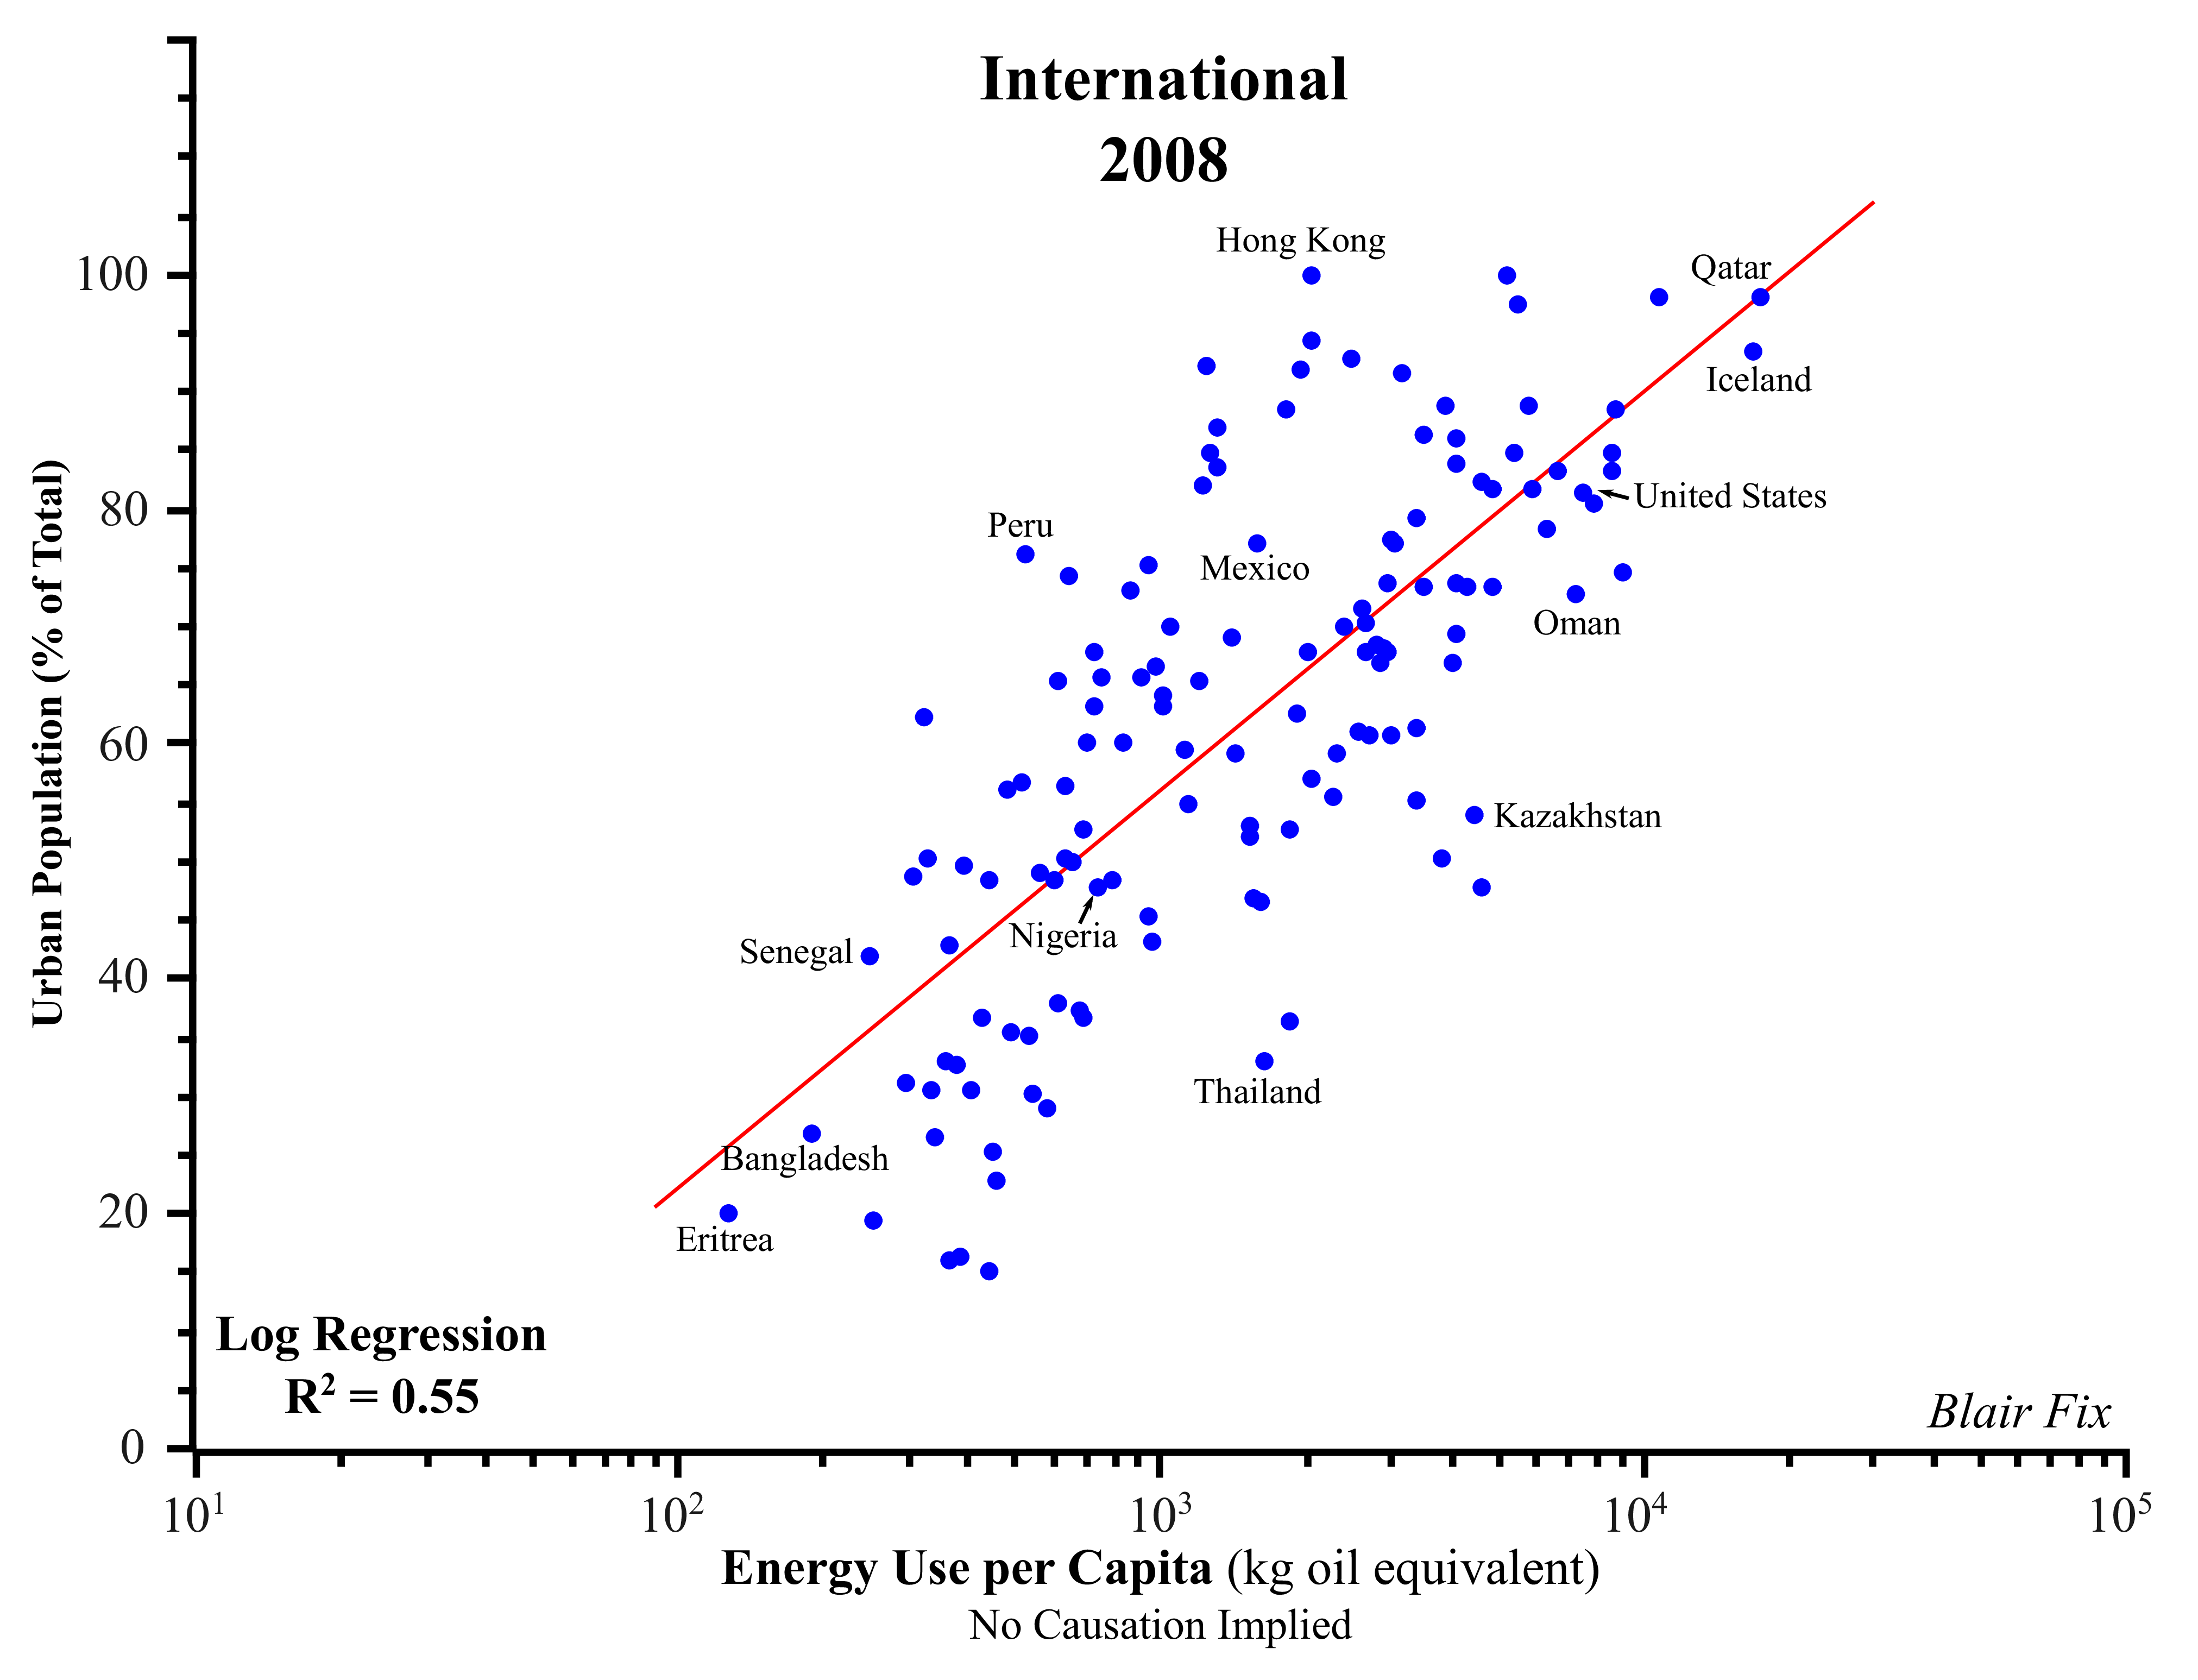 International
2008
Hong Kong
Qatar
Iceland
Peru
Mexico
United States
Oman
Kazakhstan
Nigeria
Senegal
Thailand
Bangladesh
Eritrea
Urban Population (% of Total)
100
80
60
40
20
0
Log Regression
R² = 0.55
Blair Fix
10¹ 10² 10³ 10⁴ 10⁵
Energy Use per Capita (kg oil equivalent)
No Causation Implied